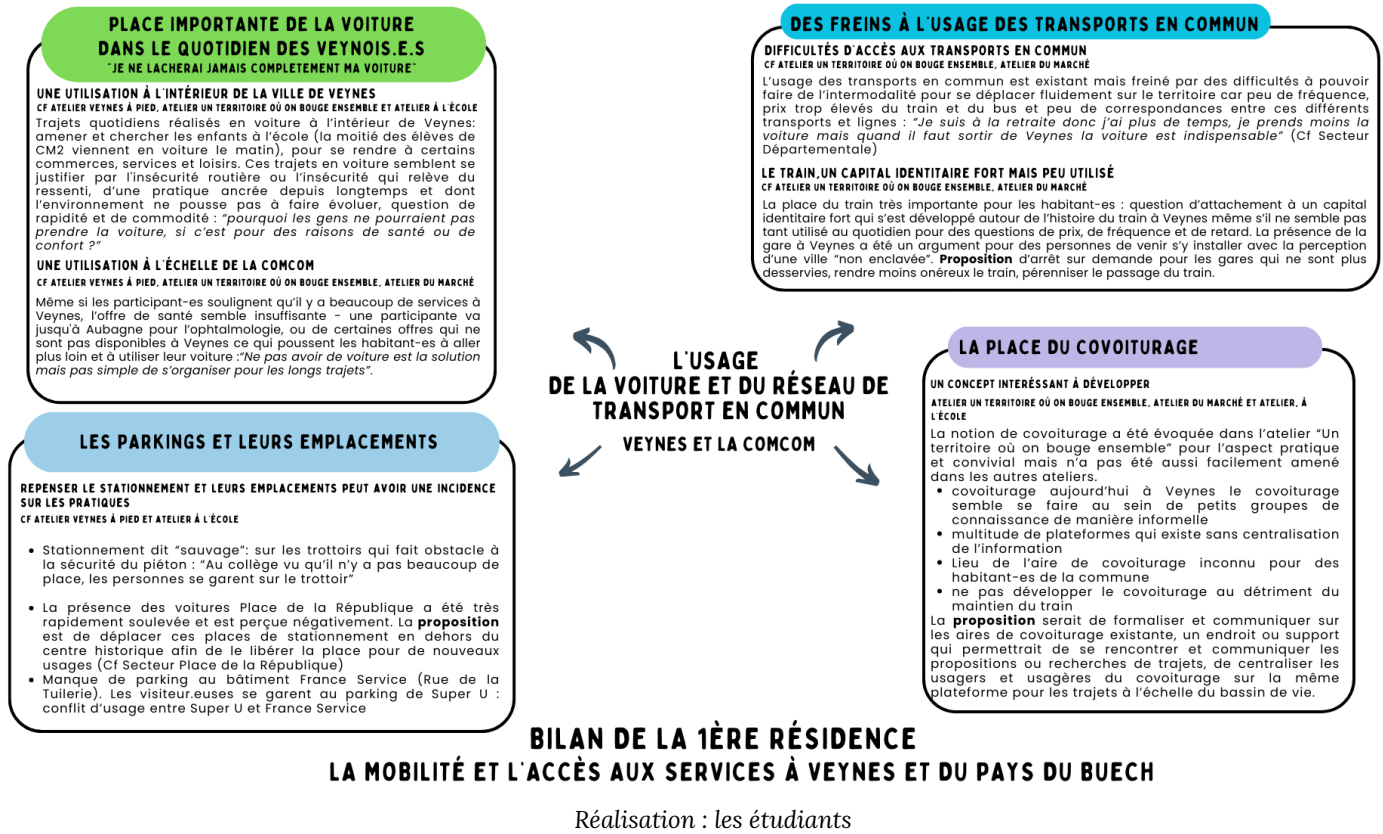 PLACE IMPORTANTE DE LA VOITURE
DANS LE QUOTIDIEN DES VEYNOIS.E.S
"JE NE LACHERAI JAMAIS COMPLETEMENT MA VOITURE"
UNE UTILISATION À L'INTÉRIEUR DE LA VILLE DE VEYNES
CF ATELIER VEYNES À PIED, ATELIER UN TERRITOIRE OÙ ON BOUGE ENSEMBLE ET ATELIER À L'ÉCOLE
Trajets quotidiens réalisés en voiture à l'intérieur de Veynes:
amener et chercher les enfants à l'école (la moitié des élèves de
CM2 viennent en voiture le matin), pour se rendre à certains
commerces, services et loisirs. Ces trajets en voiture semblent se
justifier par l'insécurité routière ou l'insécurité qui relève du
ressenti, d'une pratique ancrée depuis longtemps et dont
l'environnement ne pousse pas à faire évoluer, question de
rapidité et de commodité : "pourquoi les gens ne pourraient pas
prendre la voiture, si c'est pour des raisons de santé ou de
confort ?"
UNE UTILISATION À L'ÉCHELLE DE LA COMCOM
CF ATELIER VEYNES À PIED, ATELIER UN TERRITOIRE OÙ ON BOUGE ENSEMBLE, ATELIER DU MARCHÉ
Même si les participant-es soulignent qu'il y a beaucoup de services à
Veynes, l'offre de santé semble insuffisante - une participante va
jusqu'à Aubagne pour l'ophtalmologie, ou de certaines offres qui ne
sont pas disponibles à Veynes ce qui poussent les habitant-es à aller
plus loin et à utiliser leur voiture :"Ne pas avoir de voiture est la solution
mais pas simple de s'organiser pour les longs trajets".
DES FREINS À L'USAGE DES TRANSPORTS EN COMMUN
DIFFICULTÉS D'ACCÈS AUX TRANSPORTS EN COMMUN
CF ATELIER UN TERRITOIRE OÙ ON BOUGE ENSEMBLE, ATELIER DU MARCHÉ
L'usage des transports en commun est existant mais freiné par des difficultés à pouvoir
faire de l'intermodalité pour se déplacer fluidement sur le territoire car peu de fréquence,
prix trop élevés du train et du bus et peu de correspondances entre ces différents
transports et lignes : "Je suis à la retraite donc j'ai plus de temps, je prends moins la
voiture mais quand il faut sortir de Veynes la voiture est indispensable" (Cf Secteur
Départementale)
LE TRAIN,UN CAPITAL IDENTITAIRE FORT MAIS PEU UTILISÉ
CF ATELIER UN TERRITOIRE OÙ ON BOUGE ENSEMBLE, ATELIER DU MARCHÉ
La place du train très importante pour les habitant-es : question d'attachement à un capital
identitaire fort qui s'est développé autour de l'histoire du train à Veynes même s'il ne semble pas
tant utilisé au quotidien pour des questions de prix, de fréquence et de retard. La présence de la
gare à Veynes a été un argument pour des personnes de venir s'y installer avec la perception
d'une ville "non enclavée". Proposition d'arrêt sur demande pour les gares qui ne sont plus
desservies, rendre moins onéreux le train, pérenniser le passage du train.
L'USAGE
DE LA VOITURE ET DU RÉSEAU DE
TRANSPORT EN COMMUN
VEYNES ET LA COMCOM
LES PARKINGS ET LEURS EMPLACEMENTS
REPENSER LE STATIONNEMENT ET LEURS EMPLACEMENTS PEUT AVOIR UNE INCIDENCE
SUR LES PRATIQUES
CF ATELIER VEYNES À PIED ET ATELIER À L'ÉCOLE
• Stationnement dit "sauvage": sur les trottoirs qui fait obstacle à
la sécurité du piéton : "Au collège vu qu'il n'y a pas beaucoup de
place, les personnes se garent sur le trottoir"
• La présence des voitures Place de la République a été très
rapidement soulevée et est perçue négativement. La proposition
est de déplacer ces places de stationnement en dehors du
centre historique afin de le libérer la place pour de nouveaux
usages (Cf Secteur Place de la République)
• Manque de parking au bâtiment France Service (Rue de la
Tuilerie). Les visiteur.euses se garent au parking de Super U :
conflit d'usage entre Super U et France Service
LA PLACE DU COVOITURAGE
UN CONCEPT INTERÉSSANT À DÉVELOPPER
ATELIER UN TERRITOIRE OÙ ON BOUGE ENSEMBLE, ATELIER DU MARCHÉ ET ATELIER, À
L'ÉCOLE
La notion de covoiturage a été évoquée dans l'atelier "Un
territoire où on bouge ensemble" pour l'aspect pratique
et convivial mais n'a pas été aussi facilement amené
dans les autres ateliers.
• covoiturage aujourd'hui à Veynes le covoiturage
semble se faire au sein de petits groupes de
connaissance de manière informelle
• multitude de plateformes qui existe sans centralisation
de l'information
• Lieu de l'aire de covoiturage inconnu pour des
habitant-es de la commune
• ne pas développer le covoiturage au détriment du
maintien du train
La proposition serait de formaliser et communiquer sur
les aires de covoiturage existante, un endroit ou support
qui permettrait de se rencontrer et communiquer les
propositions ou recherches de trajets, de centraliser les
usagers et usagères du covoiturage sur la même
plateforme pour les trajets à l'échelle du bassin de vie.
BILAN DE LA 1ÈRE RÉSIDENCE
LA MOBILITÉ ET L'ACCÈS AUX SERVICES À VEYNES ET DU PAYS DU BUECH
Réalisation : les étudiants